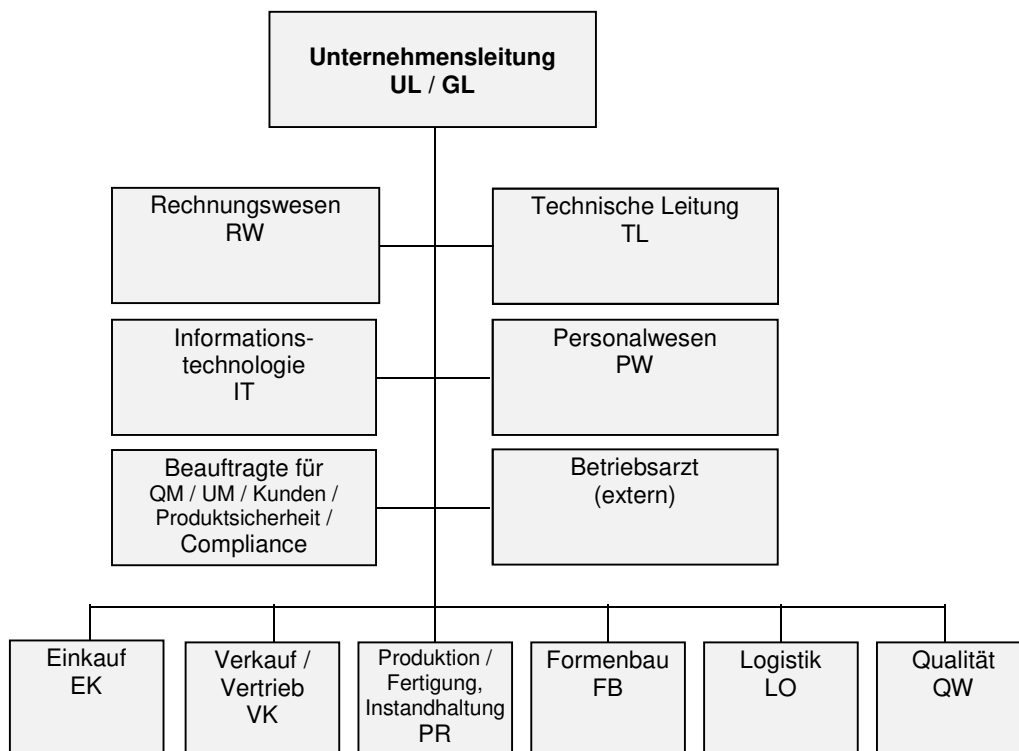 Unternehmensleitung
UL / GL
Rechnungswesen
RW
Technische Leitung
TL
Informations-
technologie
IT
Personalwesen
PW
Beauftragte für
QM / UM / Kunden /
Produktsicherheit /
Compliance
Betriebsarzt
(extern)
Einkauf
EK
Verkauf /
Vertrieb
VK
Produktion /
Fertigung,
Instandhaltung
PR
Formenbau
FB
Logistik
LO
Qualität
QW